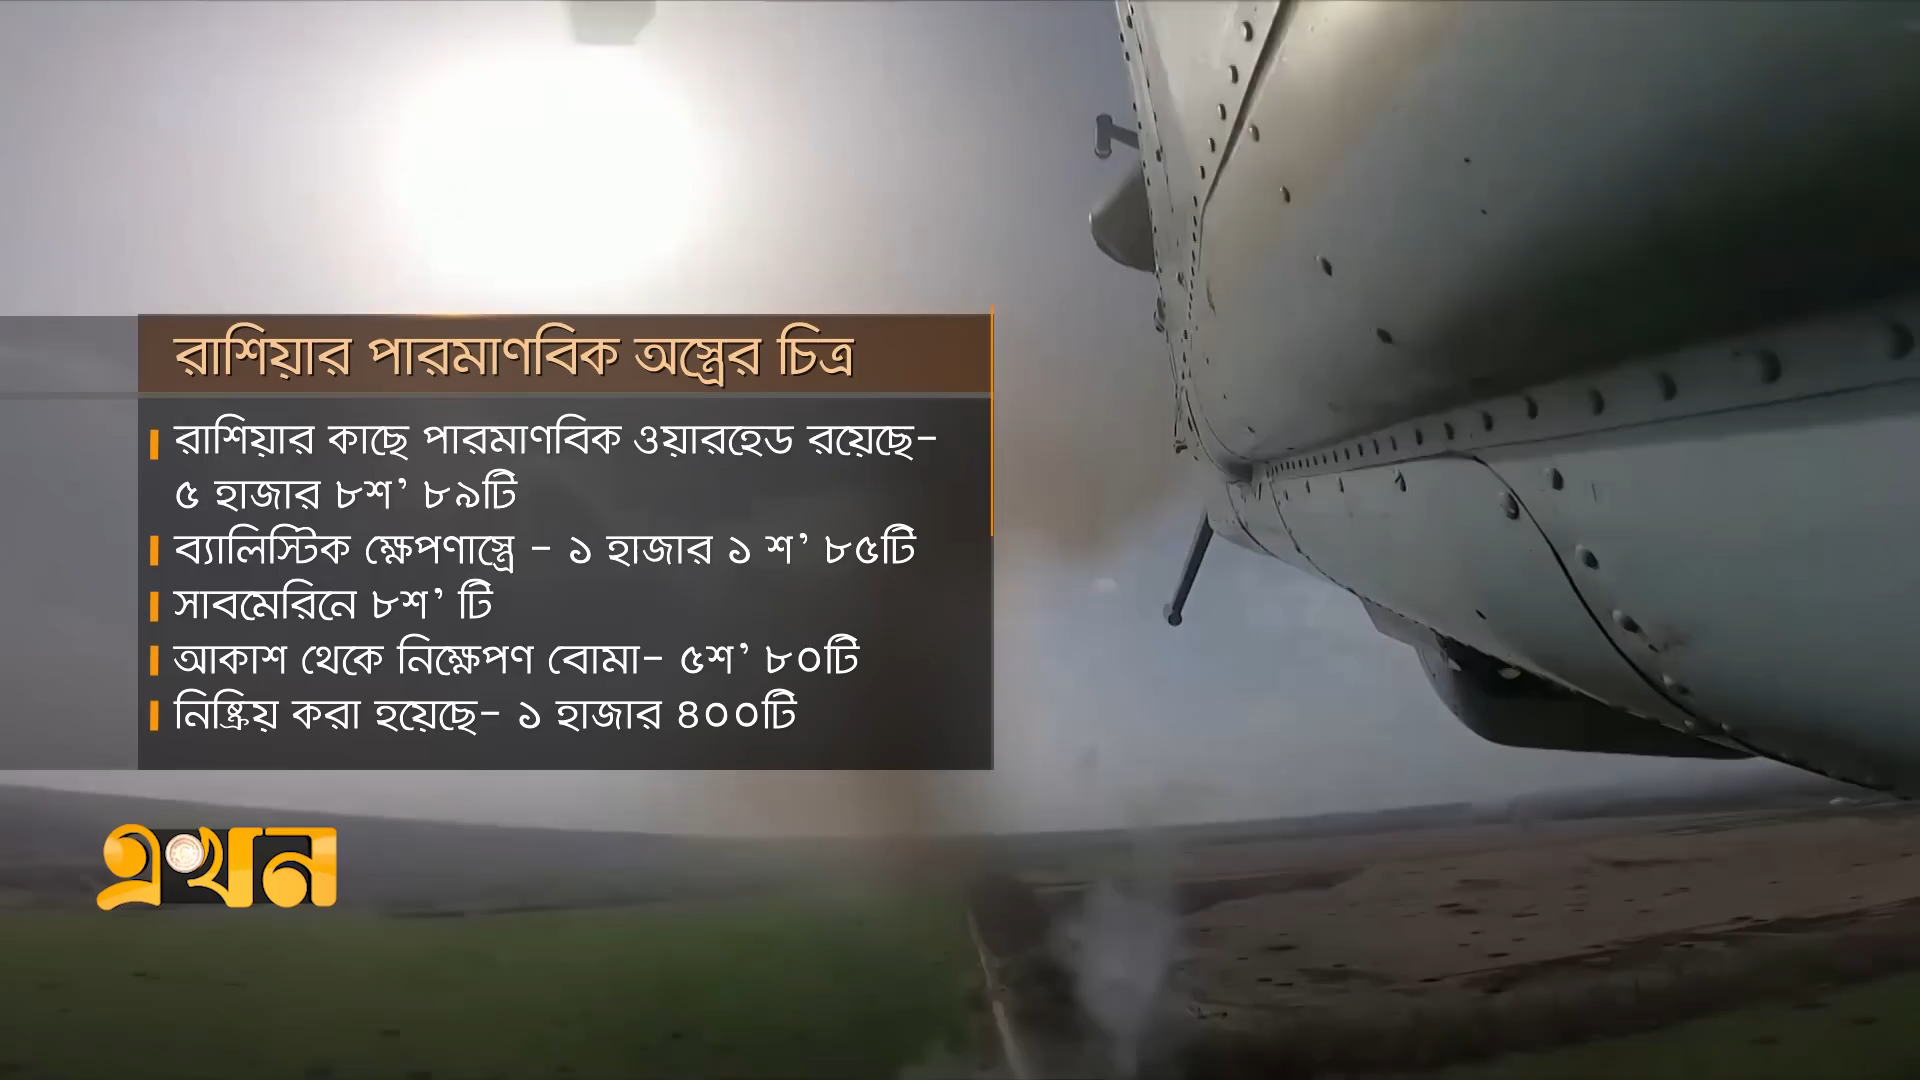 রাশিয়ার পারমাণবিক অস্ত্রের চিত্র
রাশিয়ার কাছে পারমাণবিক ওয়ারহেড রয়েছে-
৫ হাজার ৮শ’ ৮৯টি
ব্যালিস্টিক ক্ষেপণাস্ত্রে - ১ হাজার ১ শ’ ৮৫টি
সাবমেরিনে ৮শ’ টি
আকাশ থেকে নিক্ষেপণ বোমা- ৫শ’ ৮০টি
নিষ্ক্রিয় করা হয়েছে- ১ হাজার ৪০০টি
এখন